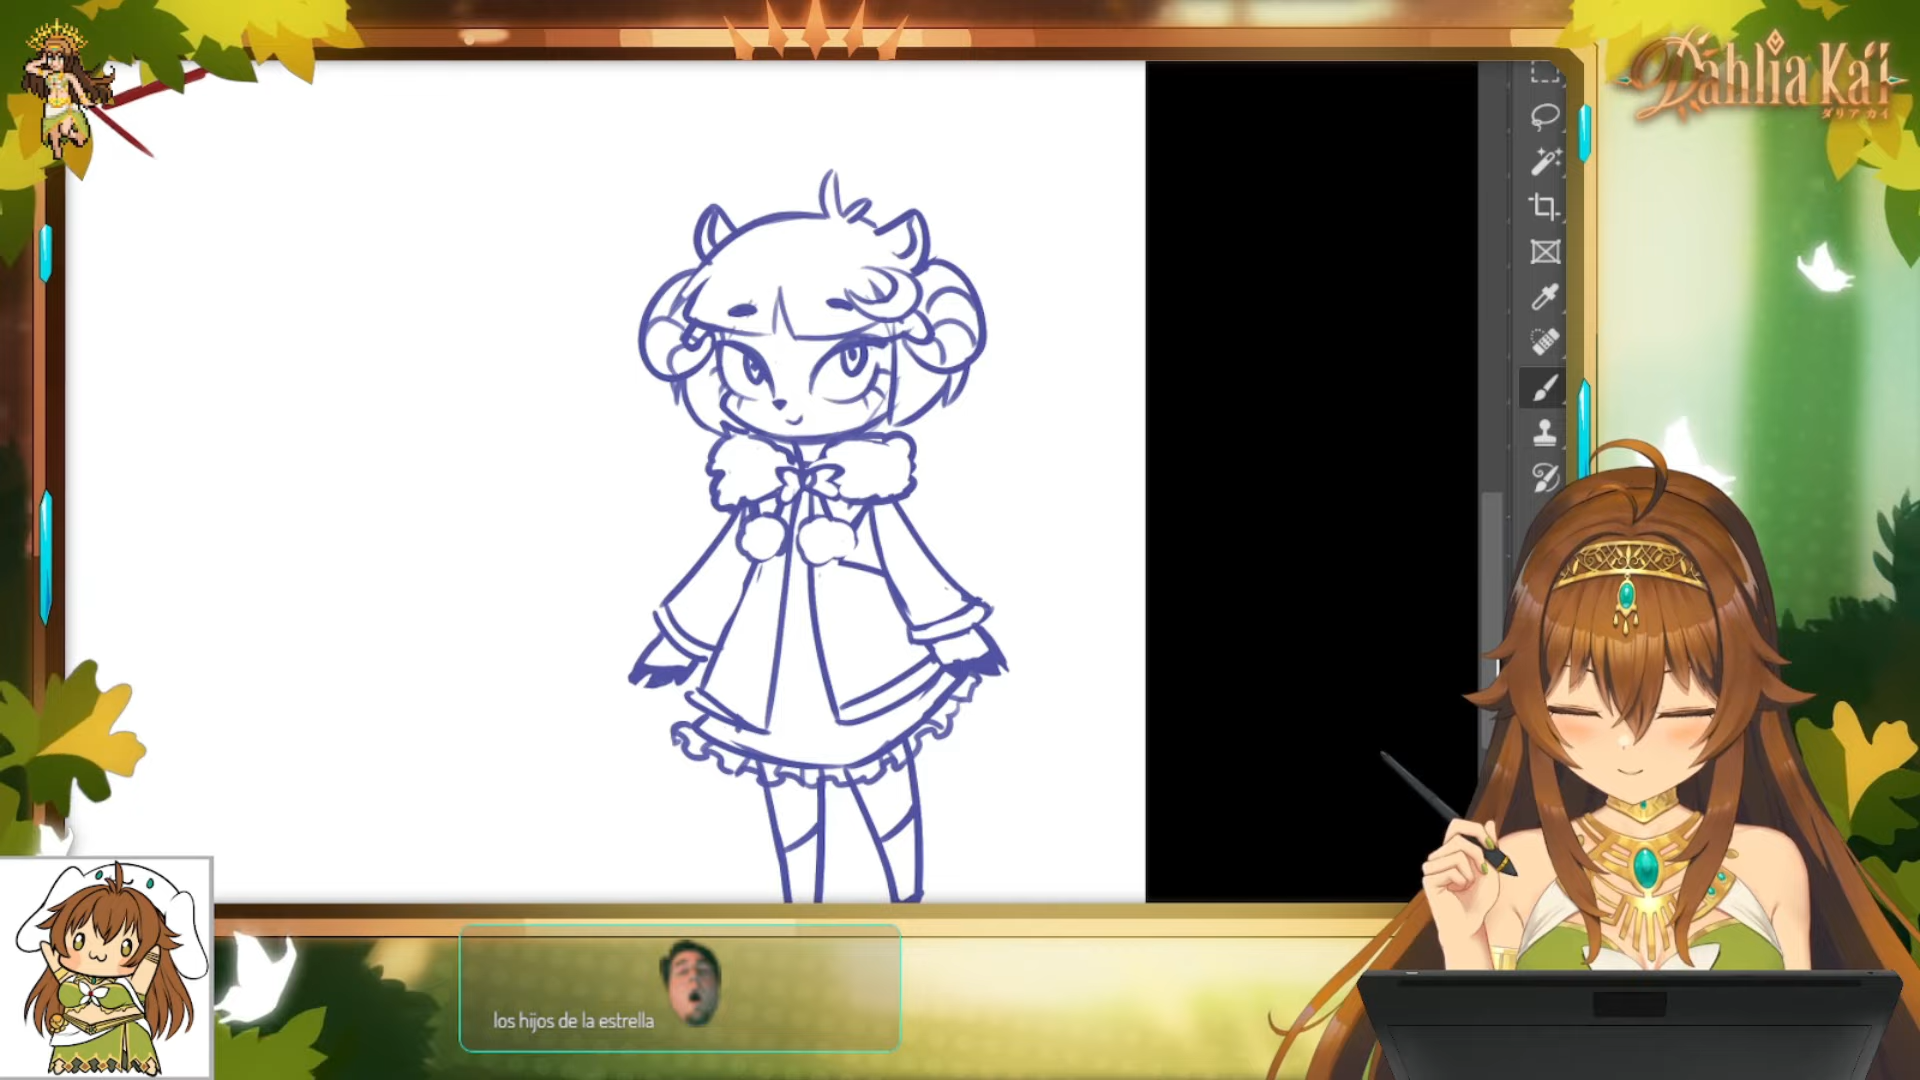 Dahlia Kai
ダリア カイ
los hijos de la estrella